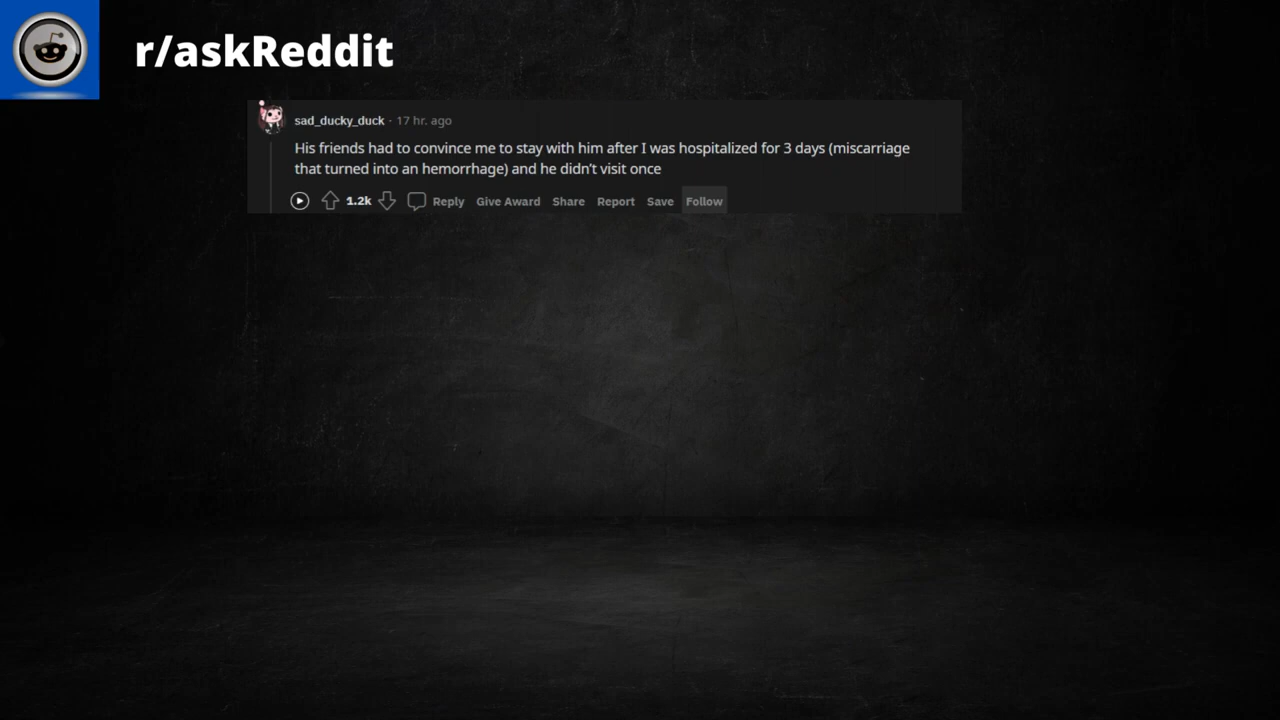 r/askReddit
sad_ducky_duck · 17 hr. ago
His friends had to convince me to stay with him after I was hospitalized for 3 days (miscarriage
that turned into an hemorrhage) and he didn’t visit once
1.2k Reply Give Award Share Report Save Follow